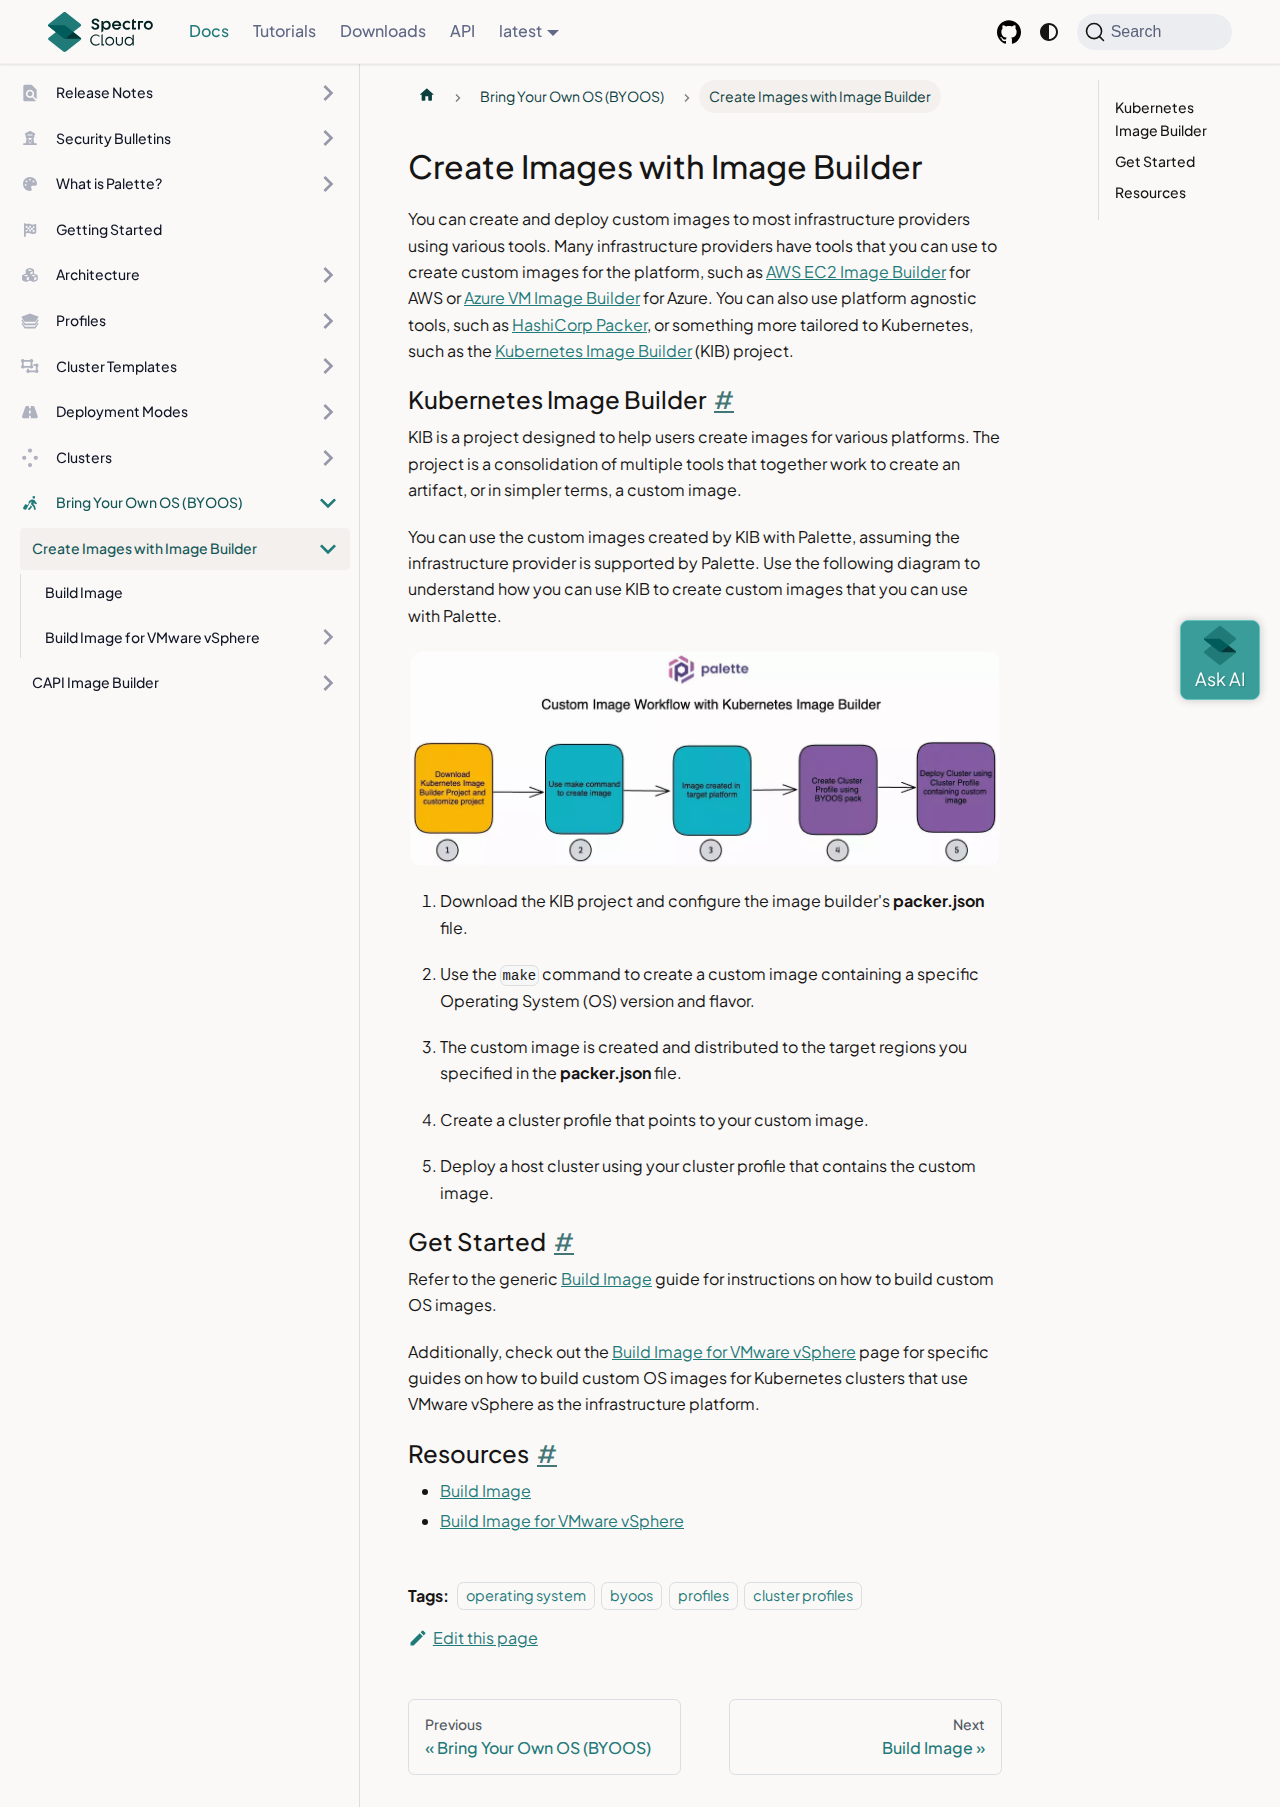 Spectro
Cloud
Docs
Tutorials
Downloads
API
latest
Search
Release Notes
Security Bulletins
What is Palette?
Getting Started
Architecture
Profiles
Cluster Templates
Deployment Modes
Clusters
Bring Your Own OS (BYOOS)
Create Images with Image Builder
Build Image
Build Image for VMware vSphere
CAPI Image Builder
Bring Your Own OS (BYOOS)
Create Images with Image Builder
Create Images with Image Builder
You can create and deploy custom images to most infrastructure providers
using various tools. Many infrastructure providers have tools that you can use to
create custom images for the platform, such as AWS EC2 Image Builder for
AWS or Azure VM Image Builder for Azure. You can also use platform agnostic
tools, such as HashiCorp Packer, or something more tailored to Kubernetes,
such as the Kubernetes Image Builder (KIB) project.
Kubernetes Image Builder #
KIB is a project designed to help users create images for various platforms. The
project is a consolidation of multiple tools that together work to create an
artifact, or in simpler terms, a custom image.
You can use the custom images created by KIB with Palette, assuming the
infrastructure provider is supported by Palette. Use the following diagram to
understand how you can use KIB to create custom images that you can use
with Palette.
palette
Custom Image Workflow with Kubernetes Image Builder
Download
Kubernetes Image
Builder Project and
customize project
Use make command
to create image
Image created in
target platform
Create Cluster
Profile using
BYOOS pack
Deploy Cluster using
Cluster Profile
containing custom
image
1
2
3
4
5
1. Download the KIB project and configure the image builder's packer.json
file.
2. Use the make command to create a custom image containing a specific
Operating System (OS) version and flavor.
3. The custom image is created and distributed to the target regions you
specified in the packer.json file.
4. Create a cluster profile that points to your custom image.
5. Deploy a host cluster using your cluster profile that contains the custom
image.
Get Started #
Refer to the generic Build Image guide for instructions on how to build custom
OS images.
Additionally, check out the Build Image for VMware vSphere page for specific
guides on how to build custom OS images for Kubernetes clusters that use
VMware vSphere as the infrastructure platform.
Resources #
Build Image
Build Image for VMware vSphere
Tags: operating system byoos profiles cluster profiles
Edit this page
Previous
« Bring Your Own OS (BYOOS)
Next
Build Image »
Kubernetes
Image Builder
Get Started
Resources
Ask AI